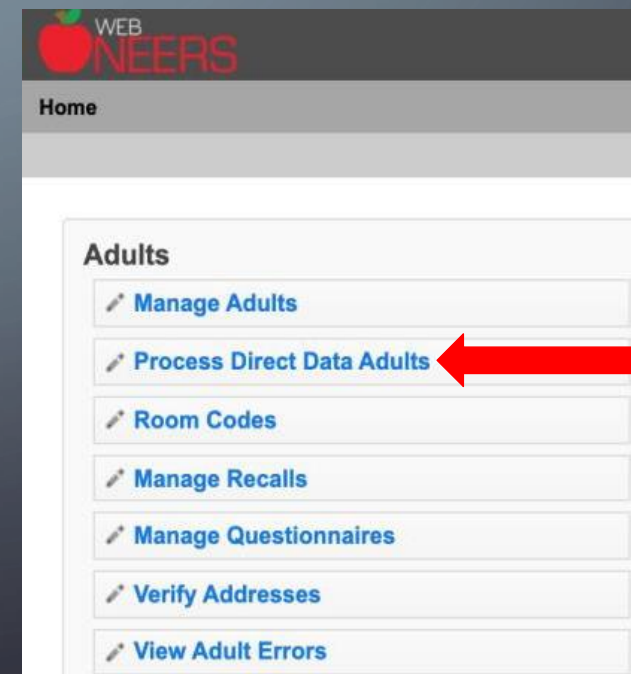 WEB
NEERS
Home
Adults
Manage Adults
Process Direct Data Adults
Room Codes
Manage Recalls
Manage Questionnaires
Verify Addresses
View Adult Errors